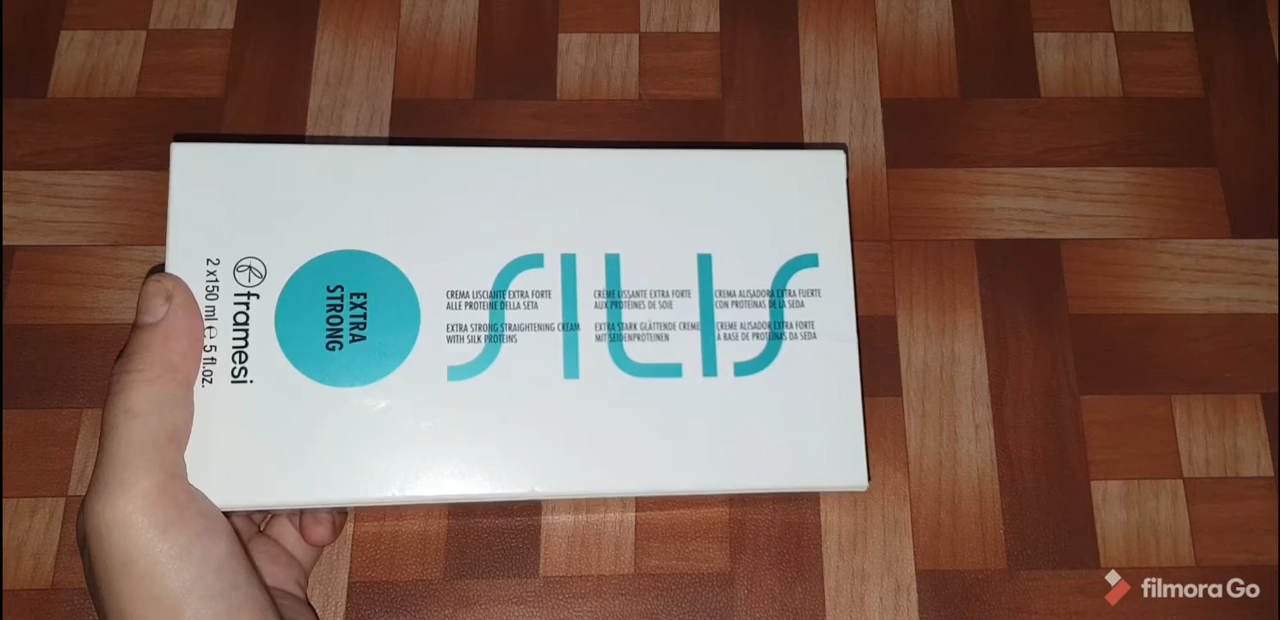 SILIS
CREMA LISCIANTE EXTRA FORTE
ALLE PROTEINE DELLA SETA
EXTRA STRONG STRAIGHTENING CREAM
WITH SILK PROTEINS
CRÈME LISSANTE EXTRA FORTE
AUX PROTÉINES DE SOIE
EXTRA STARK GLÄTTENDE CREME
MIT SEIDENPROTEINEN
CREMA ALISADORA EXTRA FUERTE
CON PROTEÍNAS DE LA SEDA
CREME ALISADOR EXTRA FORTE
A BASE DE PROTEÍNAS DA SEDA
EXTRA
STRONG
framesi
2 x 150 ml e 5 fl.oz.
filmora Go